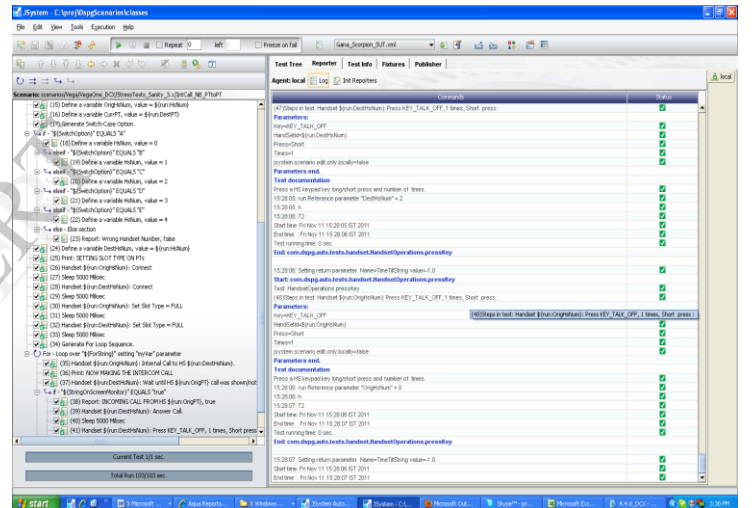 JSystem - C:\proj\DspgScenarios\classes
File Edit View Tools Execution Help
Repeat 0 left Freeze on fail Gana_Scorpion_SUT.xml
Test Tree Reporter Test Info Fixtures Publisher
Agent: local Log Init Reporters
local
Scenario: scenarios/Vega/VegaOne_DCX/StressTests_Sanity_3.x/IntCall_NB_PTtoPT
(15) Define a variable OrigHsNum, value = $(run:HsNum)
(16) Define a variable CurrPT, value = $(run:HsNum)
(17) Generate Switch-Case Option.
if - "$(SwitchOption)" EQUALS "A"
(18) Define a variable HsNum, value = 0
elseif - "$(SwitchOption)" EQUALS "B"
(19) Define a variable HsNum, value = 1
elseif - "$(SwitchOption)" EQUALS "C"
(20) Define a variable HsNum, value = 2
elseif - "$(SwitchOption)" EQUALS "D"
(21) Define a variable HsNum, value = 3
elseif - "$(SwitchOption)" EQUALS "E"
(22) Define a variable HsNum, value = 4
else - Else section
(23) Report: Wrong Handset Number, false
(24) Define a variable DestHsNum, value = $(run:HsNum)
(25) Print: SETTING SLOT TYPE ON PTs
(26) Handset $(run:OrigHsNum): Connect
(27) Sleep 5000 Milisec
(28) Handset $(run:DestHsNum): Connect
(29) Sleep 5000 Milisec
(30) Handset $(run:OrigHsNum): Set Slot Type = FULL
(31) Sleep 5000 Milisec
(32) Handset $(run:DestHsNum): Set Slot Type = FULL
(33) Sleep 5000 Milisec
(34) Generate For Loop Sequence.
For - Loop over "$(ForString)" setting "myVar" parameter
(35) Handset $(run:OrigHsNum) : Internal Call to HS $(run:DestHsNum).
(36) Print: NOW MAKING THE INTERCOM CALL
(37) Handset $(run:DestHsNum) : Wait until HS $(run:OrigPT) call was shown/not
if - "$(StringOnScreenMonitor)" EQUALS "true"
(38) Report: INCOMING CALL FROM HS $(run:OrigPT), true
(39) Handset $(run:DestHsNum): Answer Call.
(40) Sleep 5000 Milisec
(41) Handset $(run:DestHsNum): Press KEY_TALK_OFF, 1 times, Short press
Current Test 1/1 sec.
Total Run 103/103 sec.
Commands Status
(47)Steps in test: Handset $(run:DestHsNum): Press KEY_TALK_OFF,1 times, Short press :
Parameters:
Key=KEY_TALK_OFF
HandSetId=$(run:DestHsNum)
Press=Short
Times=1
jsystem.scenario.edit.only.locally=false
Parameters end.
Test documentation
Press a HS keypad key long/short press and number of times.
15:28:05: run Reference parameter "DestHsNum" = 2
15:28:05: h
15:28:06: 72
Start time: Fri Nov 11 15:28:05 IST 2011
End time : Fri Nov 11 15:28:06 IST 2011
Test running time: 0 sec.
End: com.dspg.auto.tests.handset.HandsetOperations.pressKey
15:28:06: Setting return parameter. Name=TimeTillString value=-1.0
Start: com.dspg.auto.tests.handset.HandsetOperations.pressKey
Test: HandsetOperations.pressKey
(48)Steps in test: Handset $(run:OrigHsNum): Press KEY_TALK_OFF,1 times, Short press:
Parameters:
Key=KEY_TALK_OFF
(48)Steps in test: Handset $(run:OrigHsNum): Press KEY_TALK_OFF, 1 times, Short press :
HandSetId=$(run:OrigHsNum)
Press=Short
Times=1
jsystem.scenario.edit.only.locally=false
Parameters end.
Test documentation
Press a HS keypad key long/short press and number of times.
15:28:06: run Reference parameter "OrigHsNum" = 0
15:28:06: h
15:28:07: 72
Start time: Fri Nov 11 15:28:06 IST 2011
End time : Fri Nov 11 15:28:07 IST 2011
Test running time: 0 sec.
End: com.dspg.auto.tests.handset.HandsetOperations.pressKey
15:28:07: Setting return parameter. Name=TimeTillString value=-1.0
Start time: Fri Nov 11 15:28:06 IST 2011
End time : Fri Nov 11 15:28:07 IST 2011
start 3 Microsoft ... Aqua Reports... 3 Windows ... JSystem Auto... JSystem - C:\... Microsoft Out... Skype™ - pr... Microsoft Exc... 4.4.6_DCX -... 3:30 PM